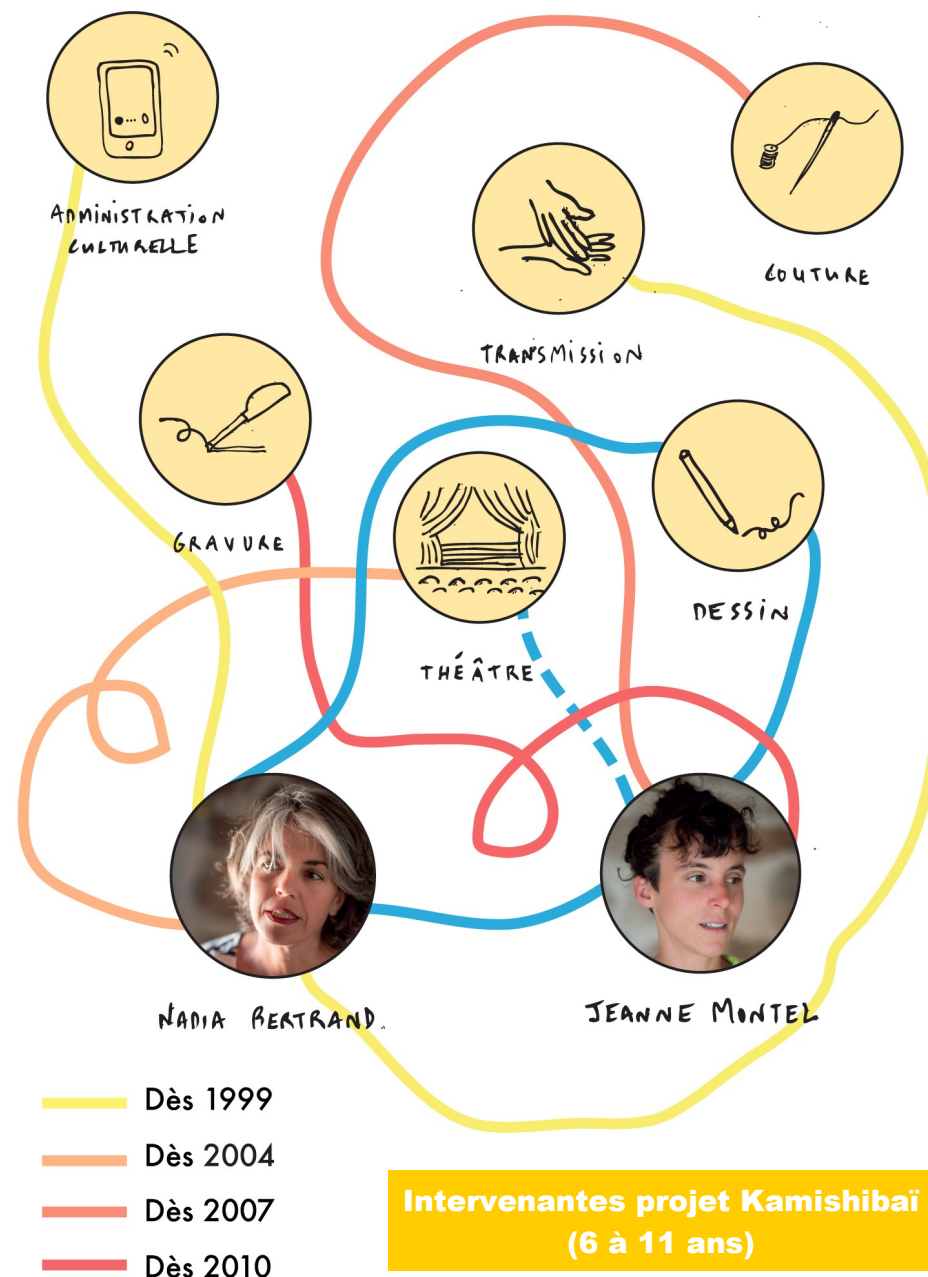 ADMINISTRATION
CULTURELLE
COUTURE
TRANSMISSION
GRAVURE
DESSIN
THÉÂTRE
NADIA BERTRAND.
JEANNE MONTEL
Dès 1999
Dès 2004
Dès 2007
Dès 2010
Intervenantes projet Kamishibaï
(6 à 11 ans)